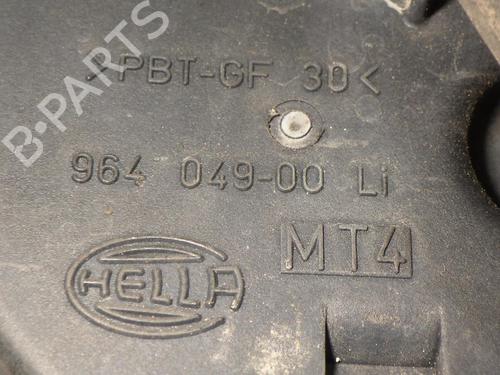 >PBT-GF 30<
B-PARTS
964 049-00 Li
MT4
HELLA